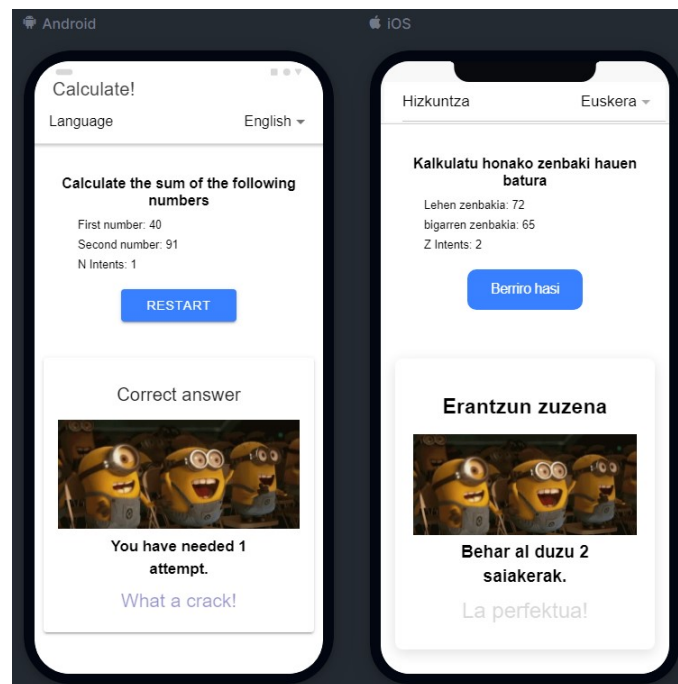 Android
Calculate!
Language English
Calculate the sum of the following
numbers
First number: 40
Second number: 91
N Intents: 1
RESTART
Correct answer
You have needed 1
attempt.
What a crack!
iOS
Hizkuntza Euskera
Kalkulatu honako zenbaki hauen
batura
Lehen zenbakia: 72
bigarren zenbakia: 65
Z Intents: 2
Berriro hasi
Erantzun zuzena
Behar al duzu 2
saiakerak.
La perfektua!